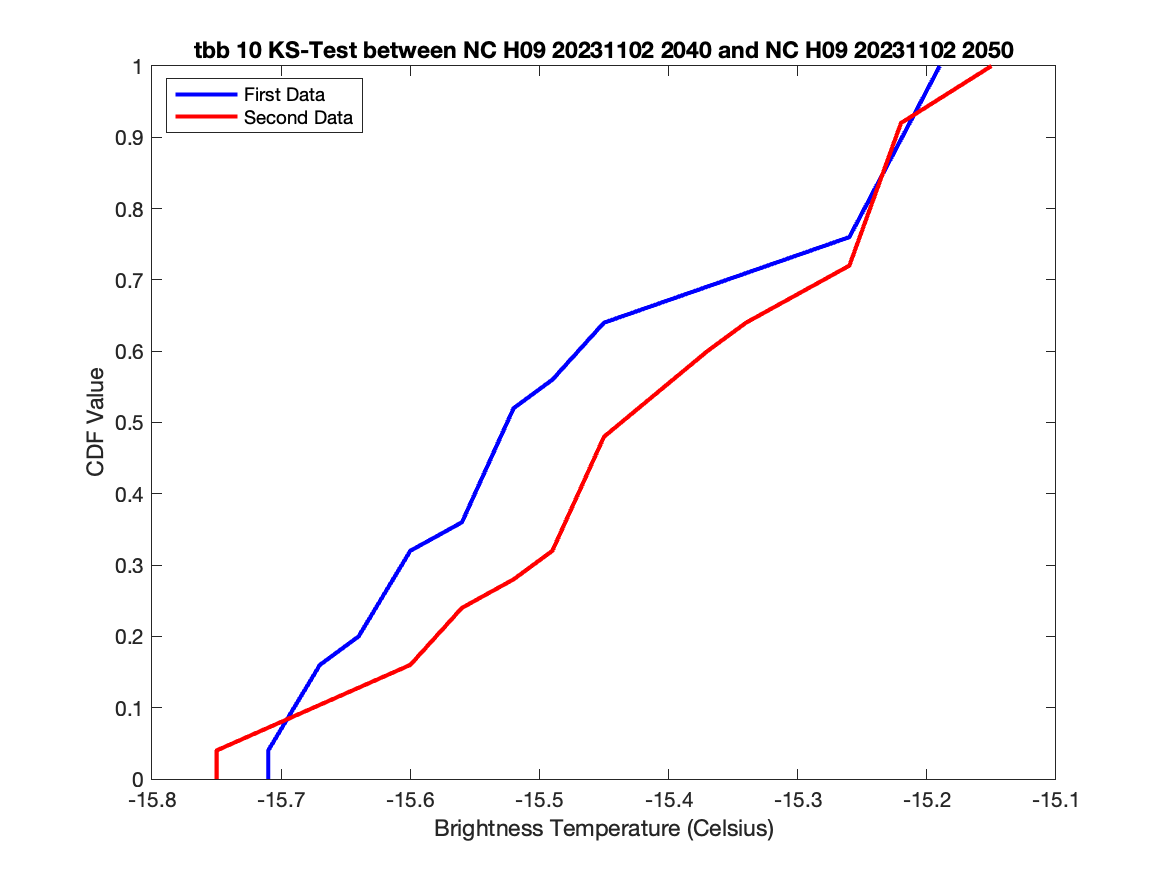 tbb 10 KS-Test between NC H09 20231102 2040 and NC H09 20231102 2050
First Data
Second Data
1
0.9
0.8
0.7
0.6
0.5
0.4
0.3
0.2
0.1
0
CDF Value
-15.8 -15.7 -15.6 -15.5 -15.4 -15.3 -15.2 -15.1
Brightness Temperature (Celsius)